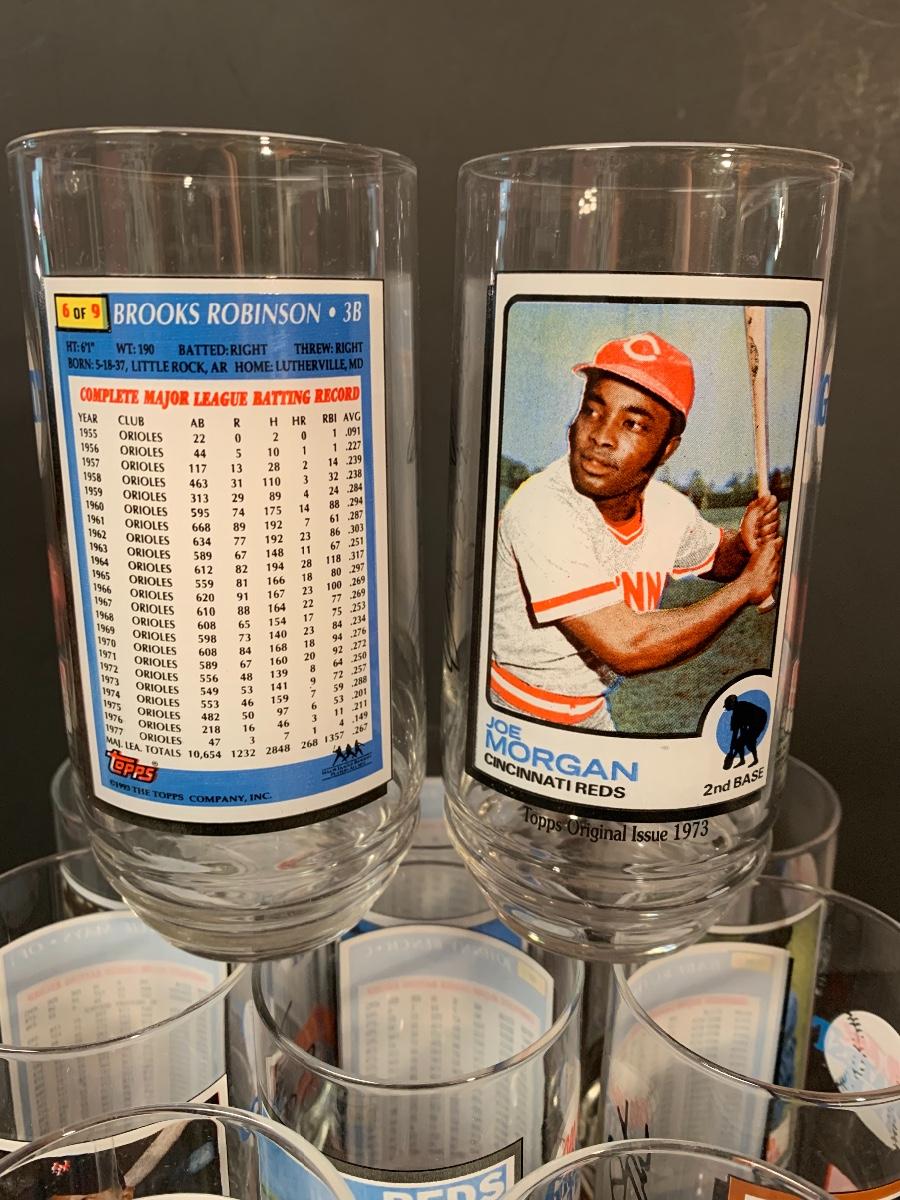 6 OF 9 BROOKS ROBINSON • 3B
HT: 6'1" WT: 190 BATTED: RIGHT THREW: RIGHT
BORN: 5-18-37, LITTLE ROCK, AR HOME: LUTHERVILLE, MD
COMPLETE MAJOR LEAGUE BATTING RECORD
YEAR CLUB AB R H HR RBI AVG
1955 ORIOLES 22 0 2 0 1 .091
1956 ORIOLES 44 5 10 1 1 .227
1957 ORIOLES 117 13 28 2 14 .239
1958 ORIOLES 463 31 110 3 32 .238
1959 ORIOLES 313 29 89 4 24 .284
1960 ORIOLES 595 74 175 14 88 .294
1961 ORIOLES 668 89 192 7 61 .287
1962 ORIOLES 634 77 192 23 86 .303
1963 ORIOLES 589 67 148 11 67 .251
1964 ORIOLES 612 82 194 28 118 .317
1965 ORIOLES 559 81 166 18 80 .297
1966 ORIOLES 620 91 167 23 100 .269
1967 ORIOLES 610 88 164 22 77 .269
1968 ORIOLES 608 65 154 17 75 .253
1969 ORIOLES 598 73 140 23 84 .234
1970 ORIOLES 608 84 168 18 94 .276
1971 ORIOLES 589 67 160 20 92 .272
1972 ORIOLES 556 48 139 8 64 .250
1973 ORIOLES 549 53 141 9 72 .257
1974 ORIOLES 553 46 159 7 59 .288
1975 ORIOLES 482 50 97 6 53 .201
1976 ORIOLES 218 16 46 3 11 .211
1977 ORIOLES 47 3 7 1 4 .149
MAJ. LEA. TOTALS 10,654 1232 2848 268 1357 .267
TOPPS ®
©1993 THE TOPPS COMPANY, INC.
C
NN
JOE
MORGAN
CINCINNATI REDS
2nd BASE
Topps Original Issue 1973
REDS